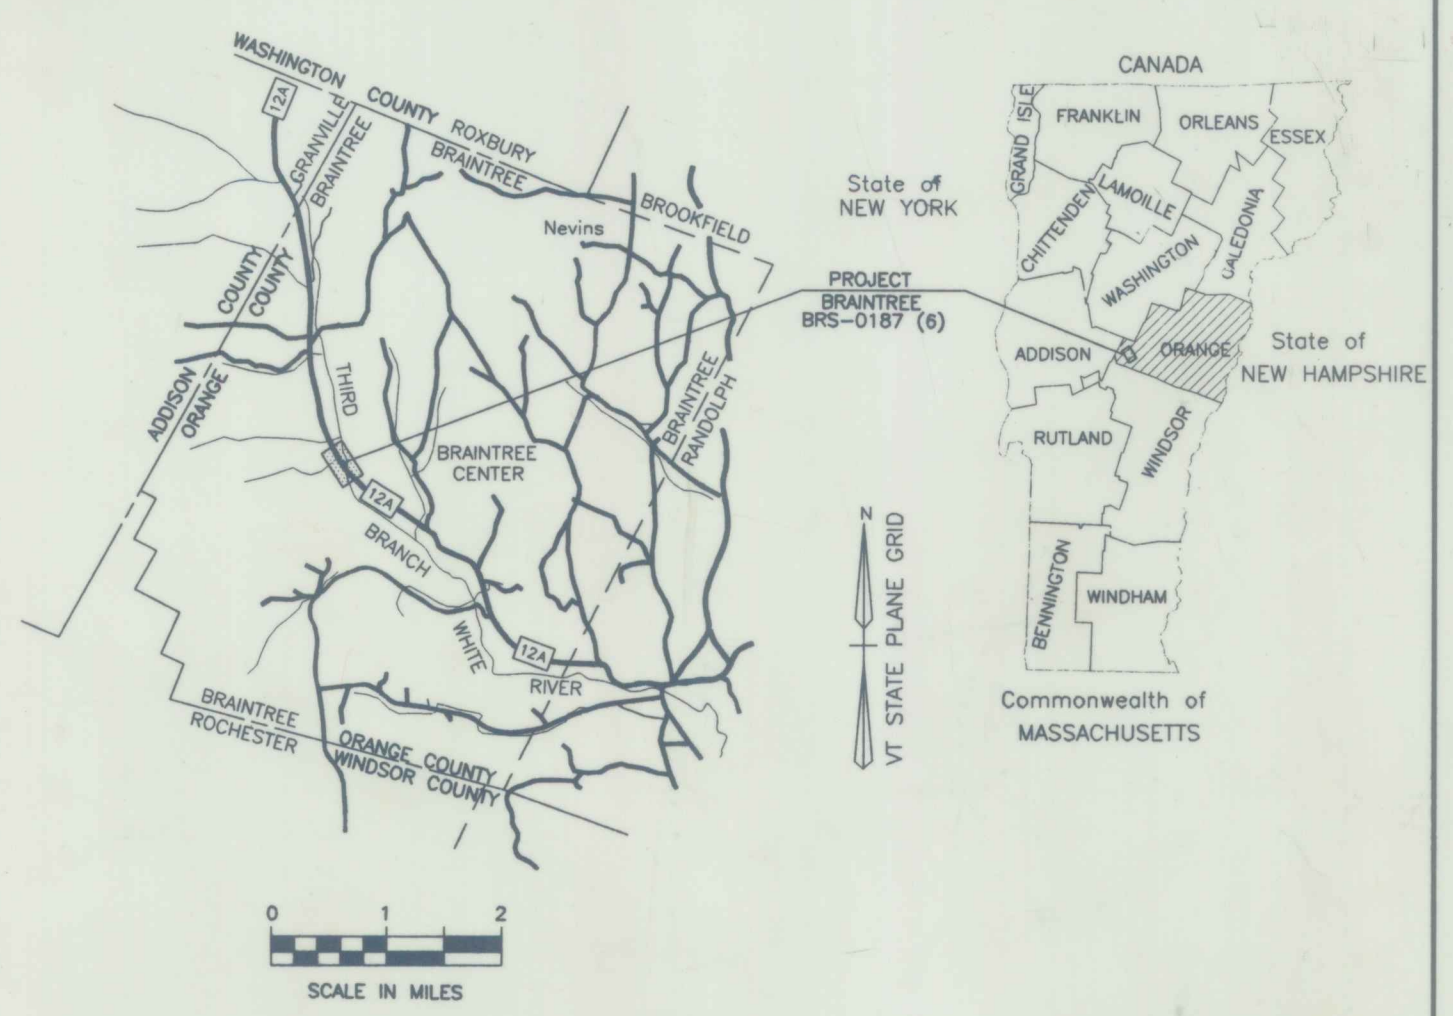 WASHINGTON COUNTY
12A
GRANVILLE
BRAINTREE
ROXBURY
BRAINTREE
BROOKFIELD
Nevins
COUNTY
COUNTY
ADDISON
ORANGE
THIRD
BRAINTREE
CENTER
BRAINTREE
RANDOLPH
12A
BRANCH
WHITE
12A
RIVER
BRAINTREE
ROCHESTER
ORANGE COUNTY
WINDSOR COUNTY
0 1 2
SCALE IN MILES
PROJECT
BRAINTREE
BRS-0187 (6)
N
VT STATE PLANE GRID
CANADA
GRAND ISLE
FRANKLIN
ORLEANS
ESSEX
State of
NEW YORK
CHITTENDEN
LAMOILLE
WASHINGTON
CALEDONIA
ADDISON
ORANGE
State of
NEW HAMPSHIRE
RUTLAND
WINDSOR
BENNINGTON
WINDHAM
Commonwealth of
MASSACHUSETTS